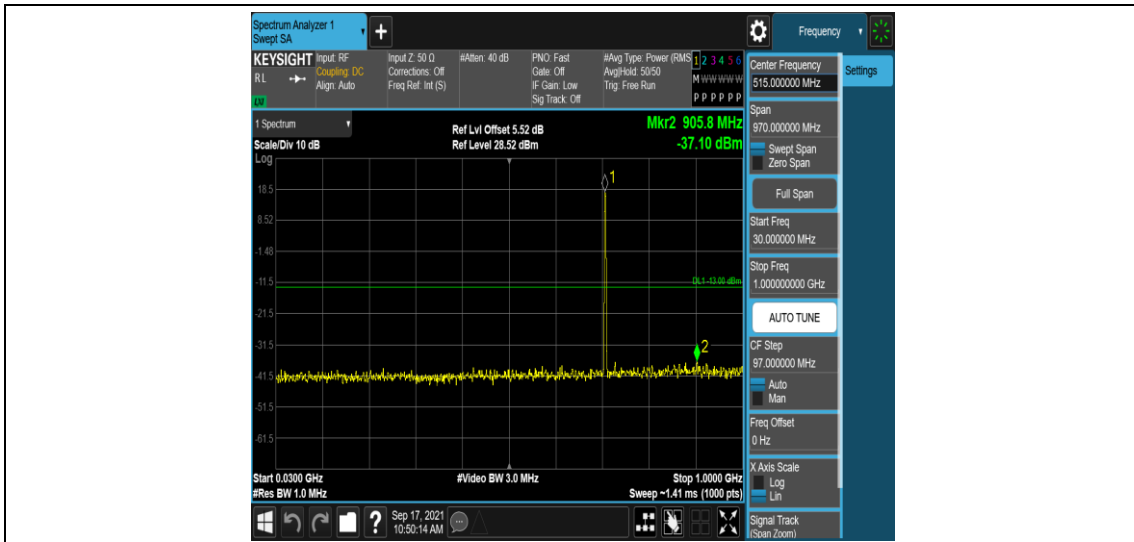 Spectrum Analyzer 1
Swept SA
+
Frequency
KEYSIGHT
RL
LXI
Input: RF
Coupling: DC
Align: Auto
Input Z: 50 Ω
Corrections: Off
Freq Ref: Int (S)
#Atten: 40 dB
PNO: Fast
Gate: Off
IF Gain: Low
Sig Track: Off
#Avg Type: Power (RMS
Avg|Hold: 50/50
Trig: Free Run
1 2 3 4 5 6
M W W W W W
P P P P P P
1 Spectrum
Scale/Div 10 dB
Ref Lvl Offset 5.52 dB
Ref Level 28.52 dBm
Mkr2 905.8 MHz
-37.10 dBm
Log
18.5
8.52
-1.48
-11.5
-21.5
-31.5
-41.5
-51.5
-61.5
1
DL1 -13.00 dBm
2
Start 0.0300 GHz
#Res BW 1.0 MHz
#Video BW 3.0 MHz
Stop 1.0000 GHz
Sweep ~1.41 ms (1000 pts)
Center Frequency
515.000000 MHz
Settings
Span
970.000000 MHz
Swept Span
Zero Span
Full Span
Start Freq
30.000000 MHz
Stop Freq
1.000000000 GHz
AUTO TUNE
CF Step
97.000000 MHz
Auto
Man
Freq Offset
0 Hz
X Axis Scale
Log
Lin
Signal Track
(Span Zoom)
?
Sep 17, 2021
10:50:14 AM